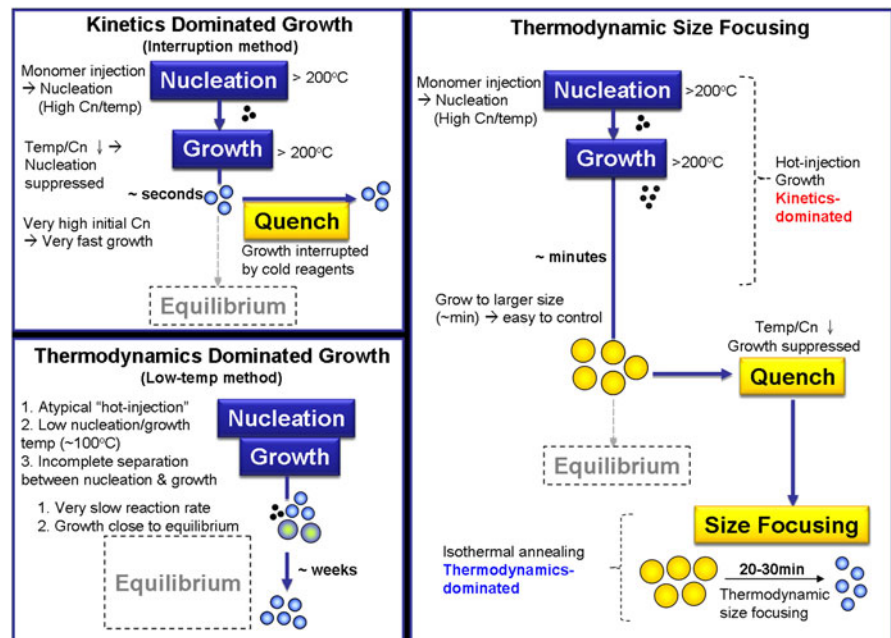 Kinetics Dominated Growth
(Interruption method)
Monomer injection
→ Nucleation
(High Cn/temp)
Nucleation
> 200°C
Temp/Cn ↓ →
Nucleation
suppressed
Growth
> 200°C
~ seconds
Very high initial Cn
→ Very fast growth
Quench
Growth interrupted
by cold reagents
Equilibrium
Thermodynamics Dominated Growth
(Low-temp method)
1. Atypical "hot-injection"
2. Low nucleation/growth
temp (~100°C)
3. Incomplete separation
between nucleation & growth
Nucleation
Growth
1. Very slow reaction rate
2. Growth close to equilibrium
Equilibrium
~ weeks
Thermodynamic Size Focusing
Monomer injection
→ Nucleation
(High Cn/temp)
Nucleation
>200°C
Growth
>200°C
Hot-injection
Growth
Kinetics-
dominated
~ minutes
Grow to larger size
(~min) → easy to control
Temp/Cn ↓
Growth suppressed
Quench
Equilibrium
Size Focusing
Isothermal annealing
Thermodynamics-
dominated
20-30min
Thermodynamic
size focusing